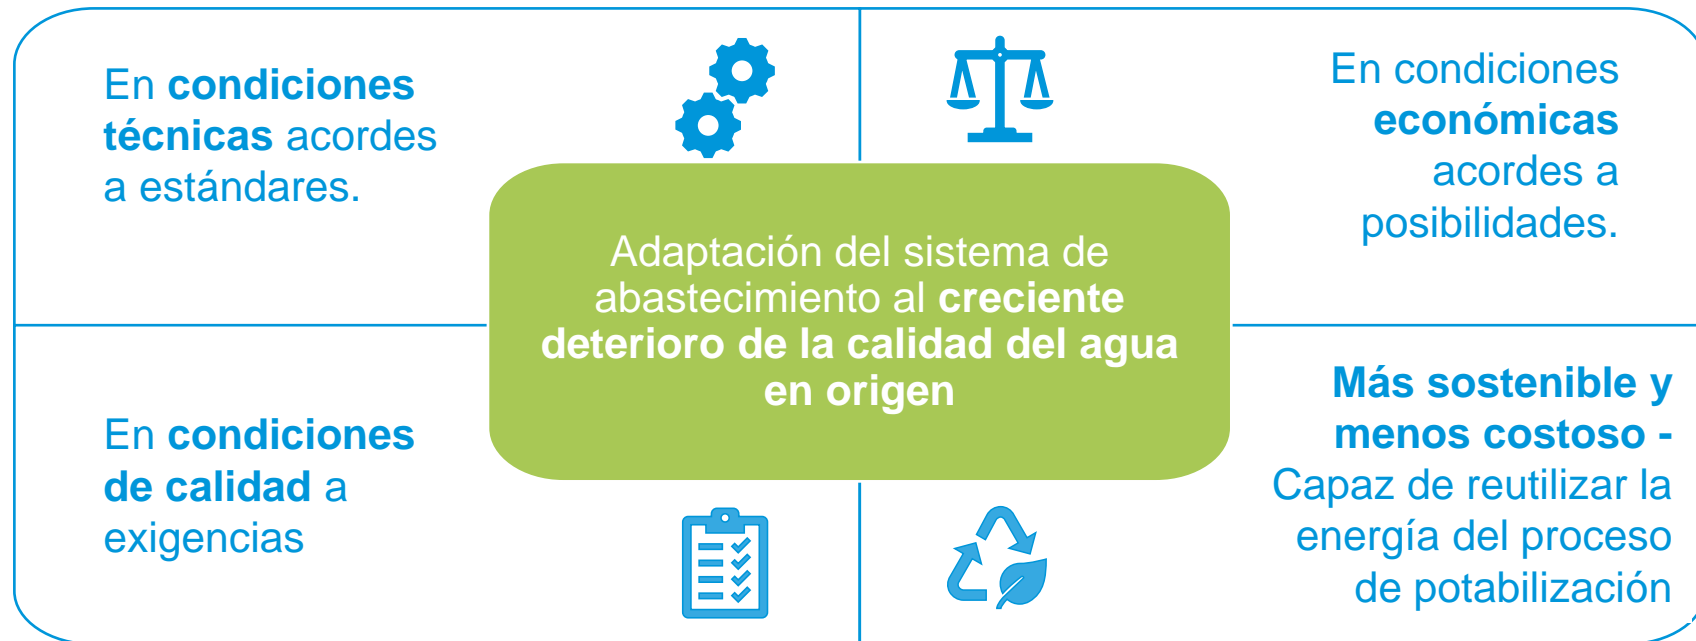 En condiciones
técnicas acordes
a estándares.
En condiciones
económicas
acordes a
posibilidades.
Adaptación del sistema de
abastecimiento al creciente
deterioro de la calidad del agua
en origen
En condiciones
de calidad a
exigencias
Más sostenible y
menos costoso -
Capaz de reutilizar la
energía del proceso
de potabilización